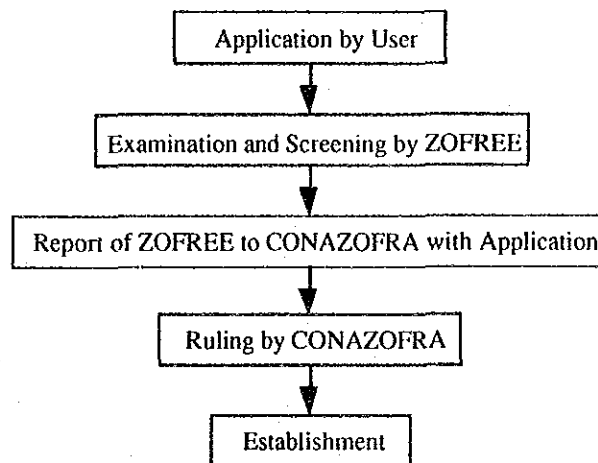 Application by User
Examination and Screening by ZOFREE
Report of ZOFREE to CONAZOFRA with Application
Ruling by CONAZOFRA
Establishment